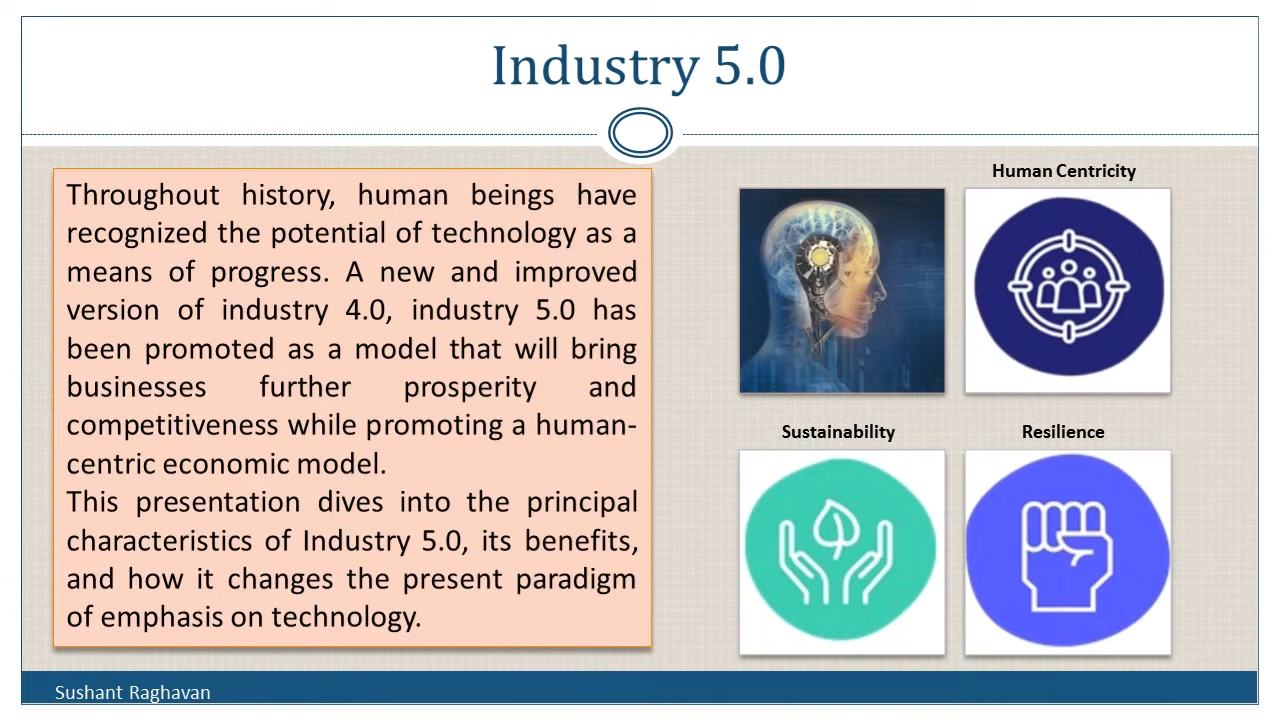 Industry 5.0
Throughout history, human beings have
recognized the potential of technology as a
means of progress. A new and improved
version of industry 4.0, industry 5.0 has
been promoted as a model that will bring
businesses further prosperity and
competitiveness while promoting a human-
centric economic model.
This presentation dives into the principal
characteristics of Industry 5.0, its benefits,
and how it changes the present paradigm
of emphasis on technology.
Human Centricity
Sustainability
Resilience
Sushant Raghavan